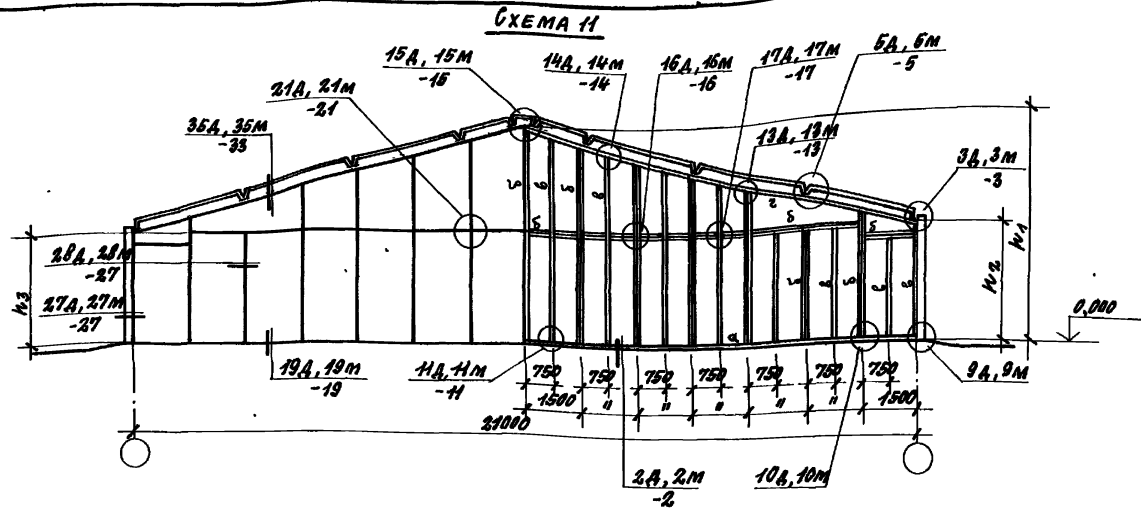 СХЕМА 11
15Д, 15М
-15
14Д, 14М
-14
16Д, 16М
-16
17Д, 17М
-17
5Д, 5М
-5
21Д, 21М
-21
35Д, 35М
-33
13Д, 13М
-13
3Д, 3М
-3
г
б
б
б
h1
h2
h3
28Д, 28М
-27
27Д, 27М
-27
0,000
а
19Д, 19М
-19
11Д, 11М
-11
750 750 750 750 750 750 750
9Д, 9М
1500 " " " " " 1500
21000
2Д, 2М
-2
10Д, 10М